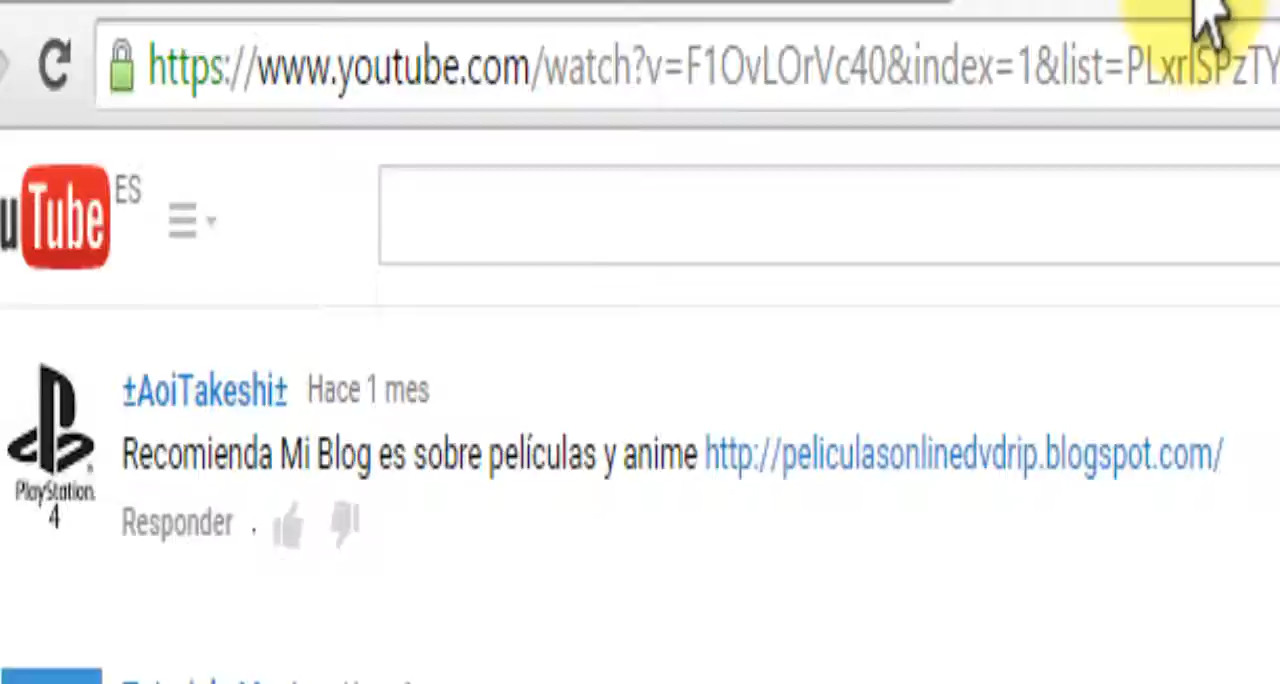 https://www.youtube.com/watch?v=F1OvLOrVc40&index=1&list=PLxrlSPzTY
uTube ES
±AoiTakeshi± Hace 1 mes
Recomienda Mi Blog es sobre películas y anime http://peliculasonlinedvdrip.blogspot.com/
PlayStation
4
Responder .